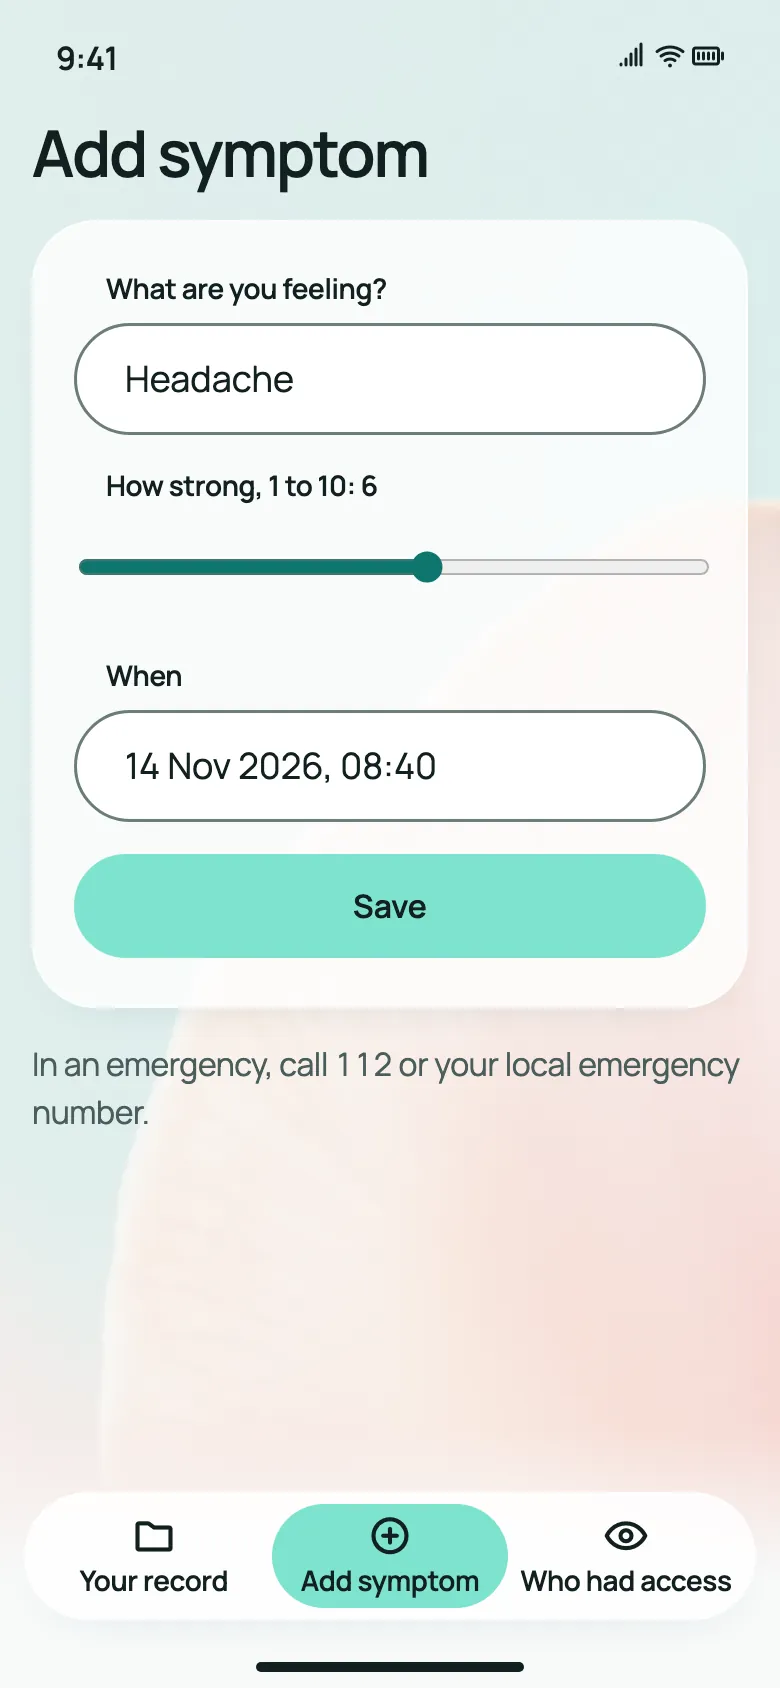 9:41
Add symptom
What are you feeling?
Headache
How strong, 1 to 10: 6
When
14 Nov 2026, 08:40
Save
In an emergency, call 112 or your local emergency
number.
Your record
Add symptom
Who had access